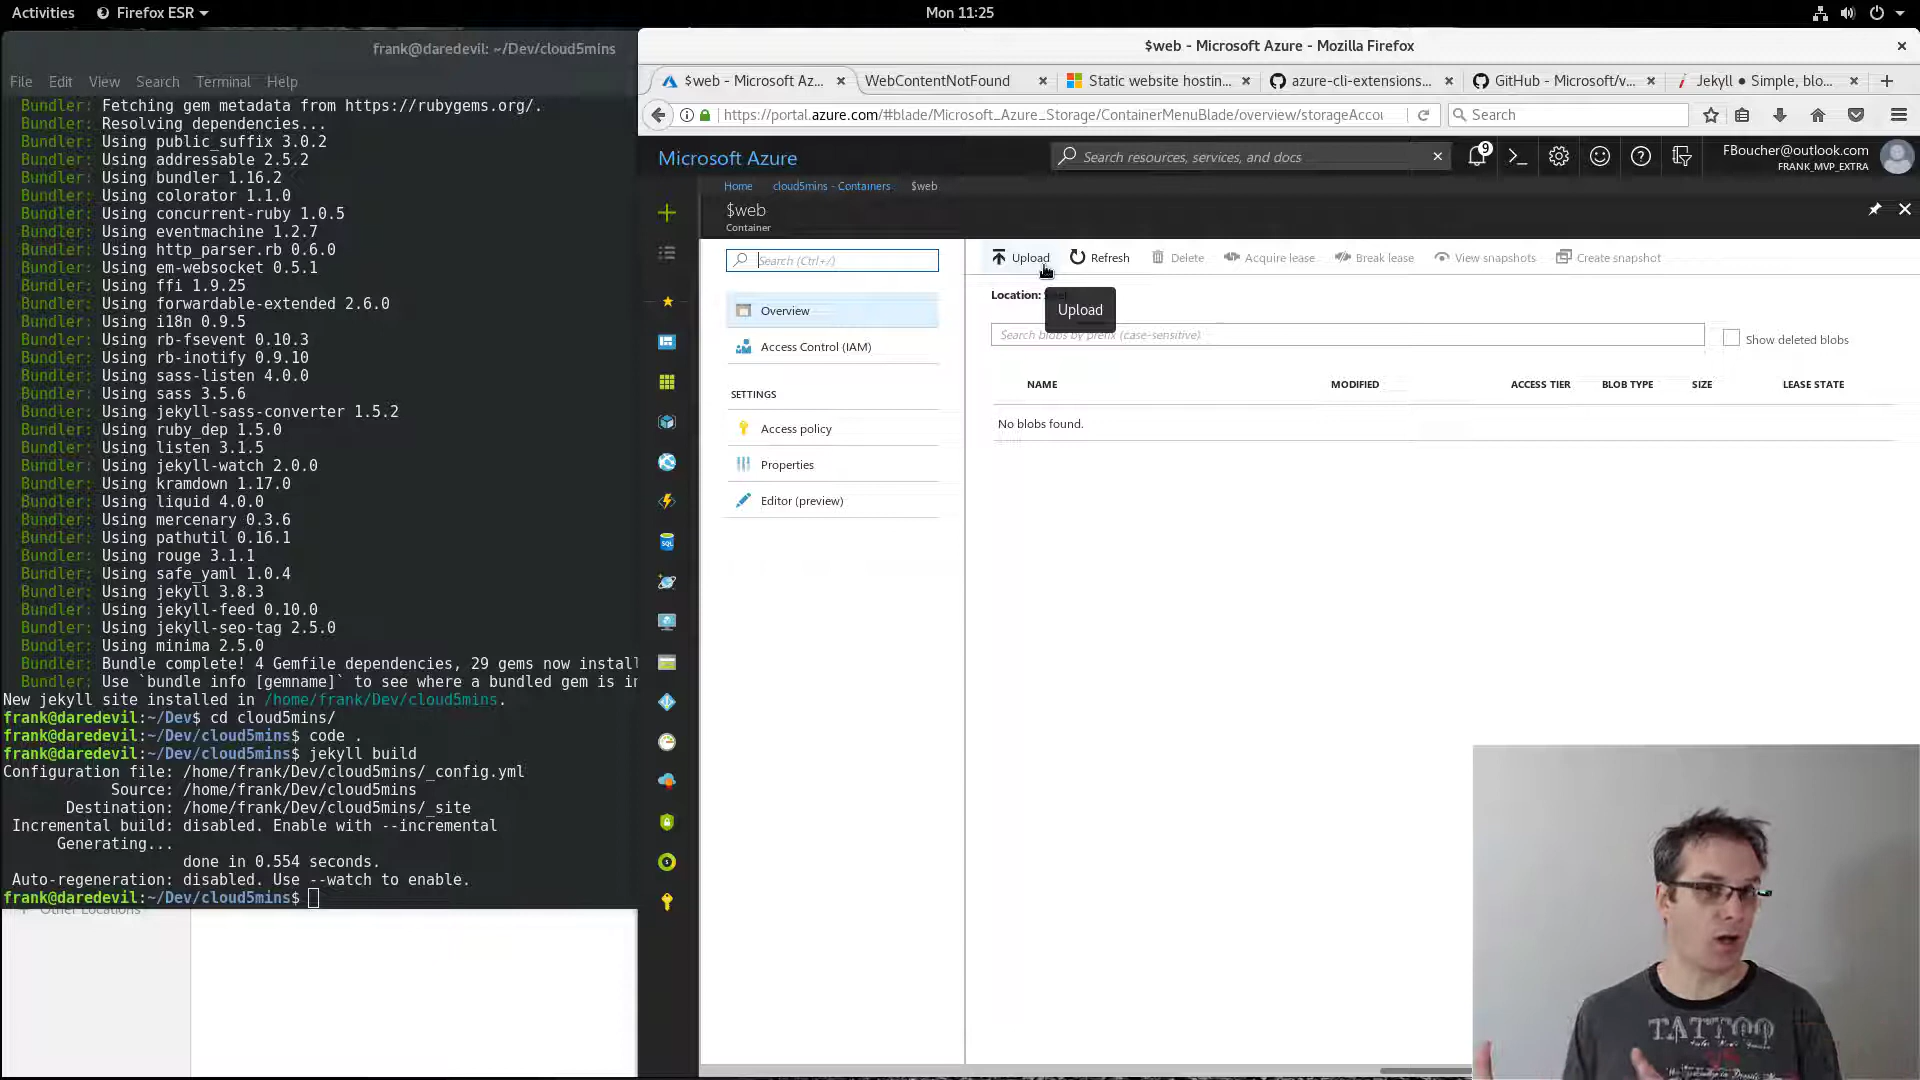 Activities
Firefox ESR
Mon 11:25
frank@daredevil: ~/Dev/cloud5mins
File Edit View Search Terminal Help
Bundler: Fetching gem metadata from https://rubygems.org/.
Bundler: Resolving dependencies...
Bundler: Using public_suffix 3.0.2
Bundler: Using addressable 2.5.2
Bundler: Using bundler 1.16.2
Bundler: Using colorator 1.1.0
Bundler: Using concurrent-ruby 1.0.5
Bundler: Using eventmachine 1.2.7
Bundler: Using http_parser.rb 0.6.0
Bundler: Using em-websocket 0.5.1
Bundler: Using ffi 1.9.25
Bundler: Using forwardable-extended 2.6.0
Bundler: Using i18n 0.9.5
Bundler: Using rb-fsevent 0.10.3
Bundler: Using rb-inotify 0.9.10
Bundler: Using sass-listen 4.0.0
Bundler: Using sass 3.5.6
Bundler: Using jekyll-sass-converter 1.5.2
Bundler: Using ruby_dep 1.5.0
Bundler: Using listen 3.1.5
Bundler: Using jekyll-watch 2.0.0
Bundler: Using kramdown 1.17.0
Bundler: Using liquid 4.0.0
Bundler: Using mercenary 0.3.6
Bundler: Using pathutil 0.16.1
Bundler: Using rouge 3.1.1
Bundler: Using safe_yaml 1.0.4
Bundler: Using jekyll 3.8.3
Bundler: Using jekyll-feed 0.10.0
Bundler: Using jekyll-seo-tag 2.5.0
Bundler: Using minima 2.5.0
Bundler: Bundle complete! 4 Gemfile dependencies, 29 gems now install
Bundler: Use `bundle info [gemname]` to see where a bundled gem is in
New jekyll site installed in /home/frank/Dev/cloud5mins.
frank@daredevil:~/Dev$ cd cloud5mins/
frank@daredevil:~/Dev/cloud5mins$ code .
frank@daredevil:~/Dev/cloud5mins$ jekyll build
Configuration file: /home/frank/Dev/cloud5mins/_config.yml
Source: /home/frank/Dev/cloud5mins
Destination: /home/frank/Dev/cloud5mins/_site
Incremental build: disabled. Enable with --incremental
Generating...
done in 0.554 seconds.
Auto-regeneration: disabled. Use --watch to enable.
frank@daredevil:~/Dev/cloud5mins$
Other Locations
$web - Microsoft Azure - Mozilla Firefox
$web - Microsoft Az...
WebContentNotFound
Static website hostin...
azure-cli-extensions...
GitHub - Microsoft/v...
Jekyll • Simple, blo...
https://portal.azure.com/#blade/Microsoft_Azure_Storage/ContainerMenuBlade/overview/storageAccou
Search
Microsoft Azure
Search resources, services, and docs
9
FBoucher@outlook.com
FRANK_MVP_EXTRA
Home
cloud5mins - Containers
$web
$web
Container
Search (Ctrl+/)
Overview
Access Control (IAM)
SETTINGS
Access policy
Properties
Editor (preview)
Upload
Refresh
Delete
Acquire lease
Break lease
View snapshots
Create snapshot
Location:
Upload
Search blobs by prefix (case-sensitive)
Show deleted blobs
NAME
MODIFIED
ACCESS TIER
BLOB TYPE
SIZE
LEASE STATE
No blobs found.
SQL
TATTOO